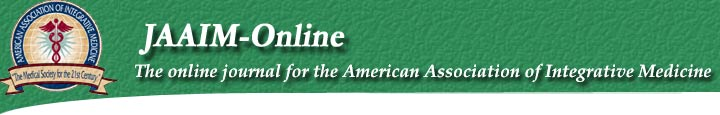 AMERICAN ASSOCIATION OF INTEGRATIVE MEDICINE
"The Medical Society for the 21st Century"
JAAIM-Online
The online journal for the American Association of Integrative Medicine